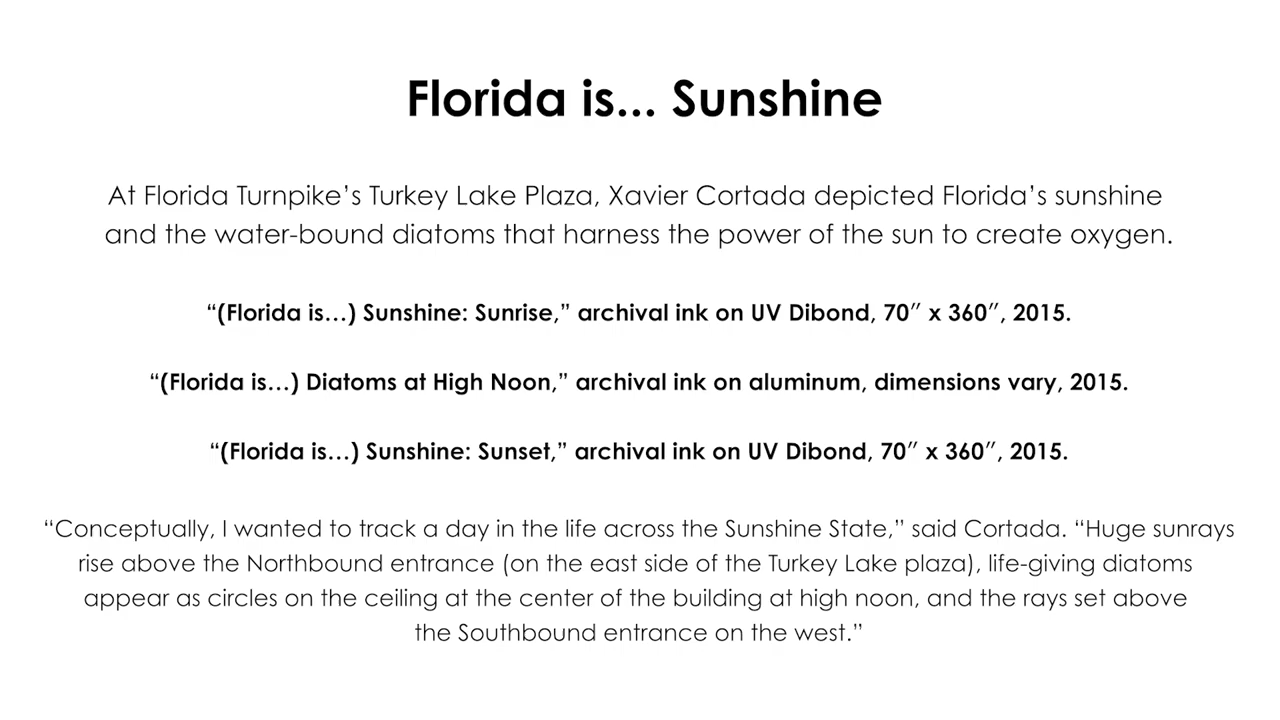 Florida is... Sunshine
At Florida Turnpike’s Turkey Lake Plaza, Xavier Cortada depicted Florida’s sunshine
and the water-bound diatoms that harness the power of the sun to create oxygen.
“(Florida is…) Sunshine: Sunrise,” archival ink on UV Dibond, 70″ x 360″, 2015.
“(Florida is…) Diatoms at High Noon,” archival ink on aluminum, dimensions vary, 2015.
“(Florida is…) Sunshine: Sunset,” archival ink on UV Dibond, 70″ x 360″, 2015.
“Conceptually, I wanted to track a day in the life across the Sunshine State,” said Cortada. “Huge sunrays
rise above the Northbound entrance (on the east side of the Turkey Lake plaza), life-giving diatoms
appear as circles on the ceiling at the center of the building at high noon, and the rays set above
the Southbound entrance on the west.”